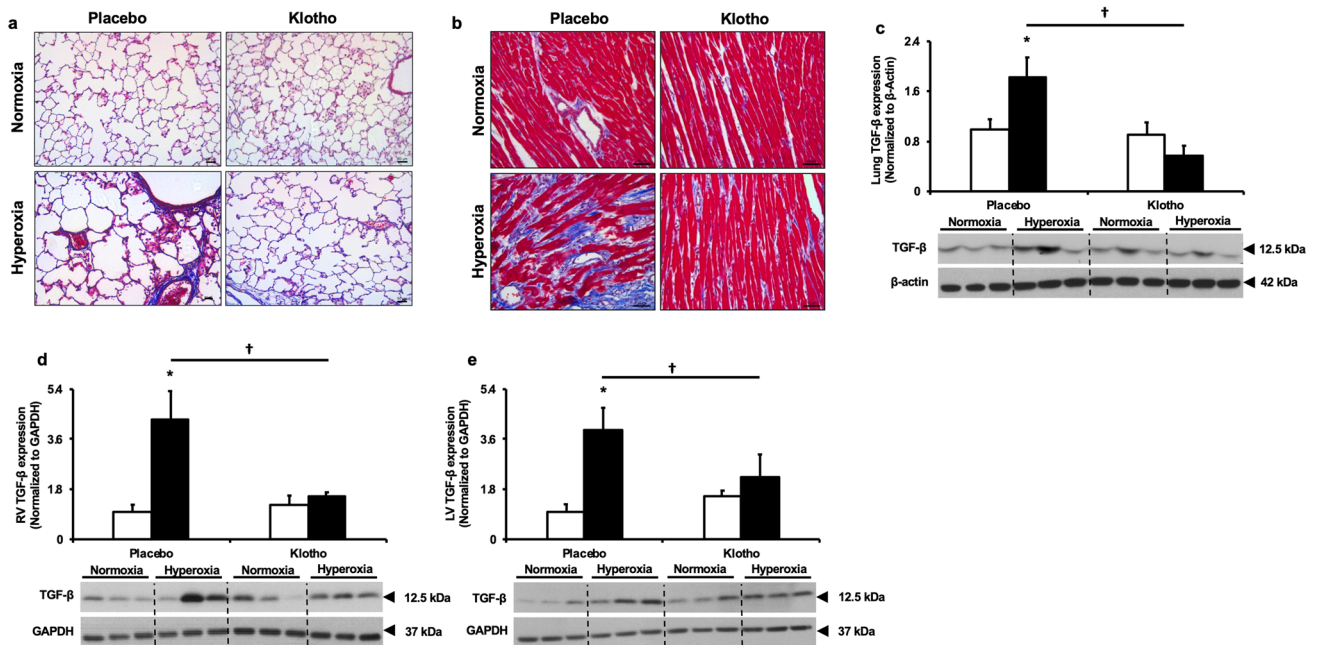 a
Placebo
Klotho
Normoxia
Hyperoxia
b
Placebo
Klotho
Normoxia
Hyperoxia
c
†
*
Lung TGF-β expression
(Normalized to β-Actin)
2.4
1.6
0.8
0
Placebo
Klotho
Normoxia
Hyperoxia
Normoxia
Hyperoxia
TGF-β
12.5 kDa
β-actin
42 kDa
d
†
*
RV TGF-β expression
(Normalized to GAPDH)
5.4
3.6
1.8
0
Placebo
Klotho
Normoxia
Hyperoxia
Normoxia
Hyperoxia
TGF-β
12.5 kDa
GAPDH
37 kDa
e
†
*
LV TGF-β expression
(Normalized to GAPDH)
5.4
3.6
1.8
0
Placebo
Klotho
Normoxia
Hyperoxia
Normoxia
Hyperoxia
TGF-β
12.5 kDa
GAPDH
37 kDa